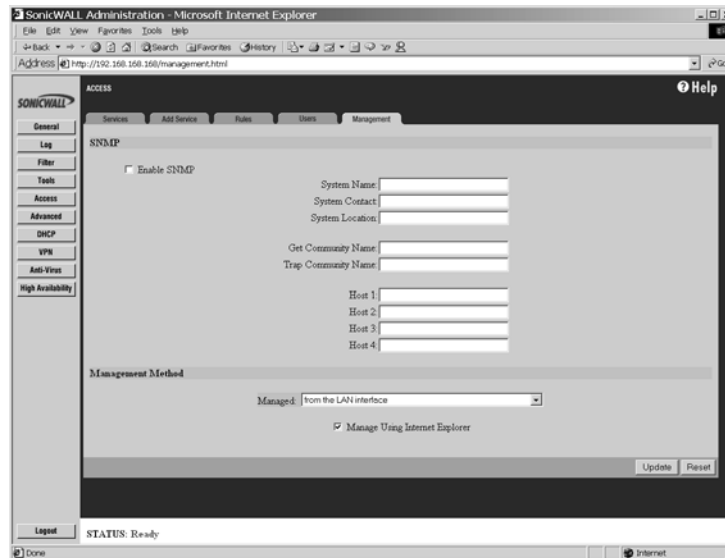 SonicWALL Administration - Microsoft Internet Explorer
File Edit View Favorites Tools Help
Back Search Favorites History
Address http://192.168.168.168/management.html
SONICWALL
ACCESS
Help
Services Add Service Rules Users Management
General
Log
Filter
Tools
Access
Advanced
DHCP
VPN
Anti-Virus
High Availability
Logout
SNMP
Enable SNMP
System Name:
System Contact:
System Location:
Get Community Name:
Trap Community Name:
Host 1:
Host 2:
Host 3:
Host 4:
Management Method
Managed: from the LAN interface
Manage Using Internet Explorer
Update Reset
STATUS: Ready
Done Internet